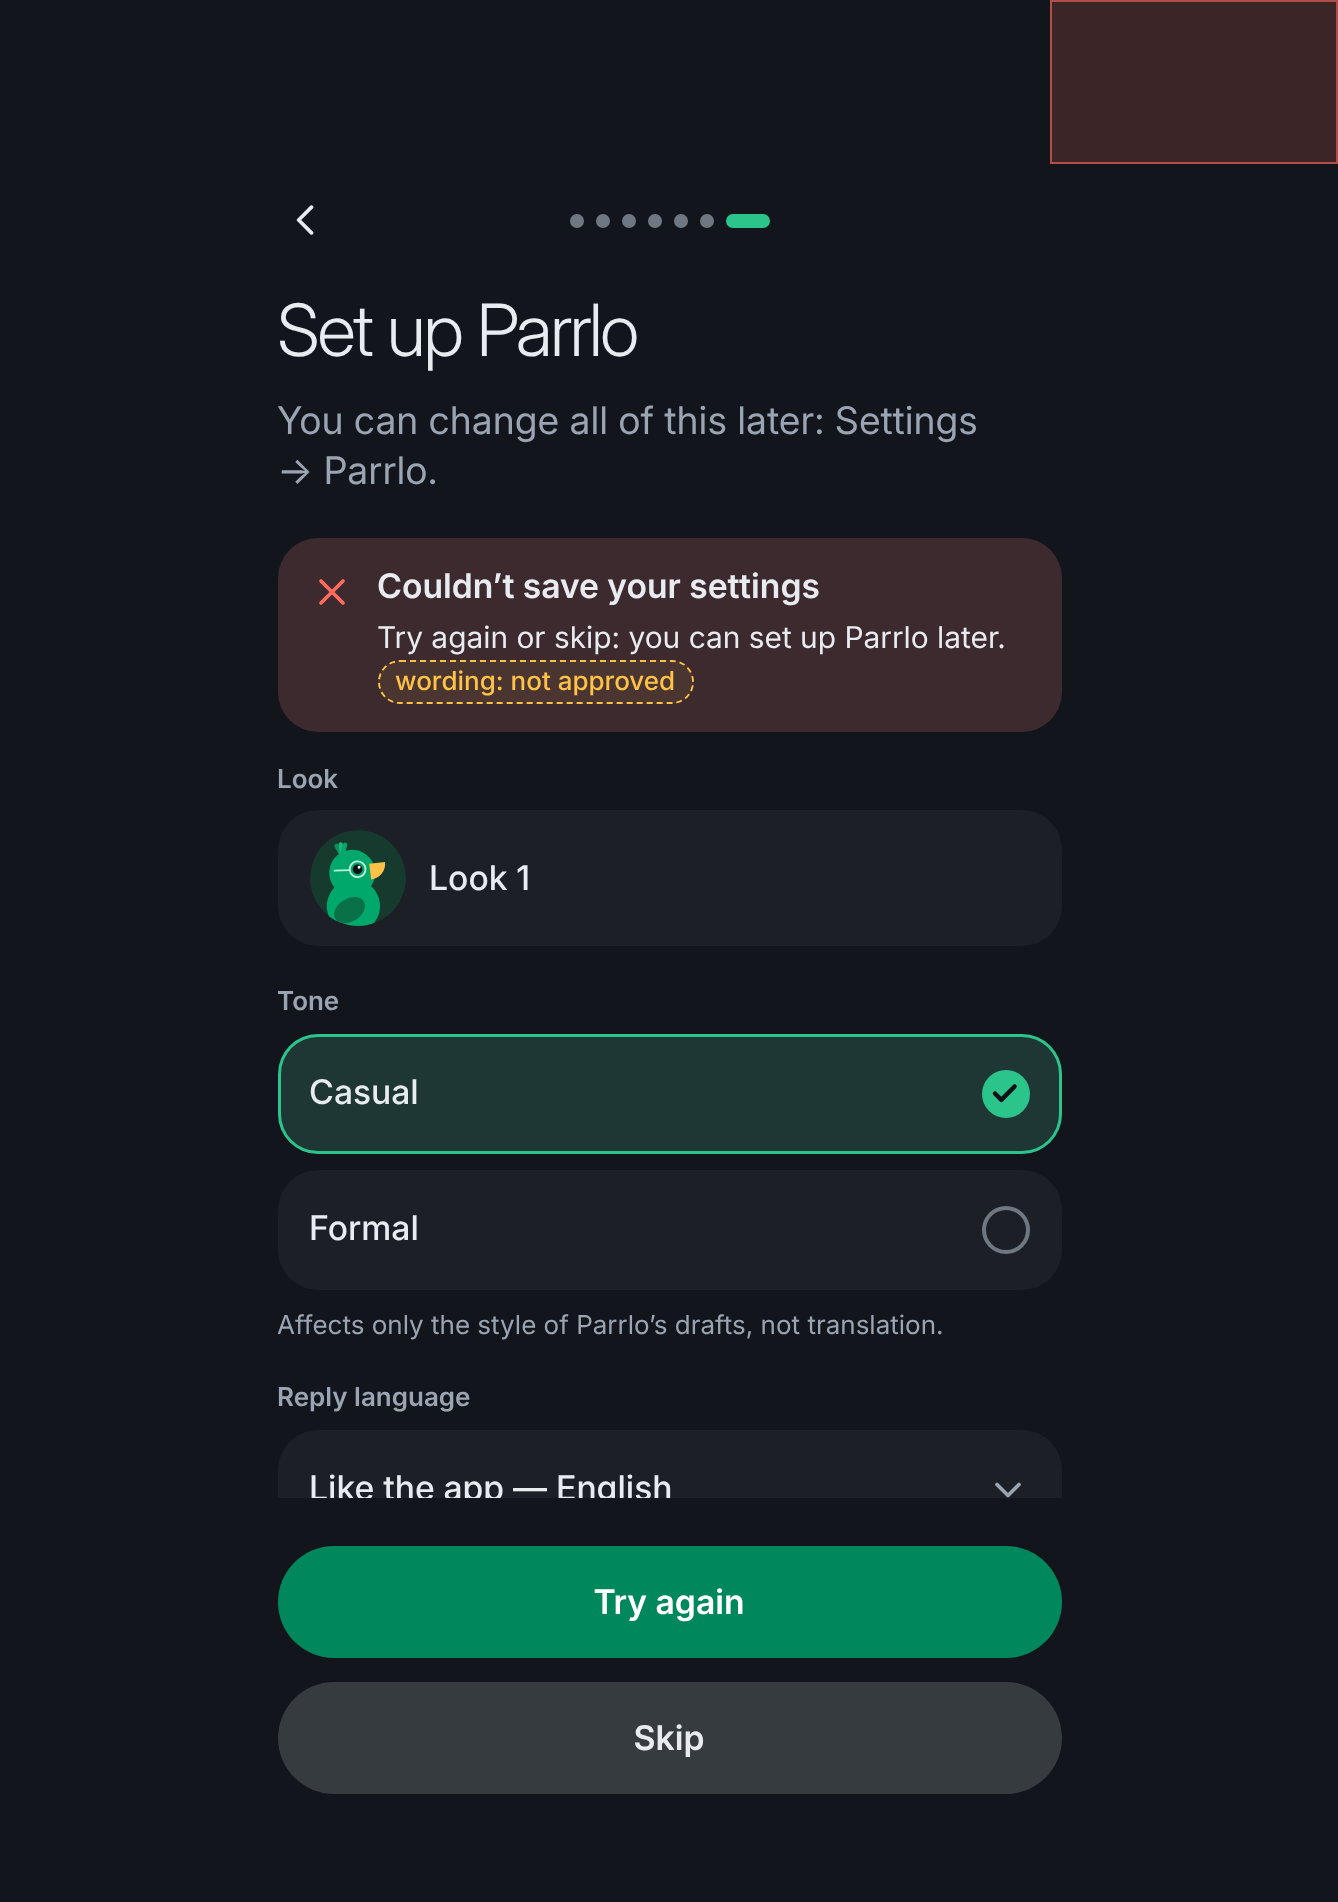 Set up Parrlo
You can change all of this later: Settings
→ Parrlo.
Couldn’t save your settings
Try again or skip: you can set up Parrlo later.
wording: not approved
Look
Look 1
Tone
Casual
Formal
Affects only the style of Parrlo’s drafts, not translation.
Reply language
Like the app — English
Try again
Skip